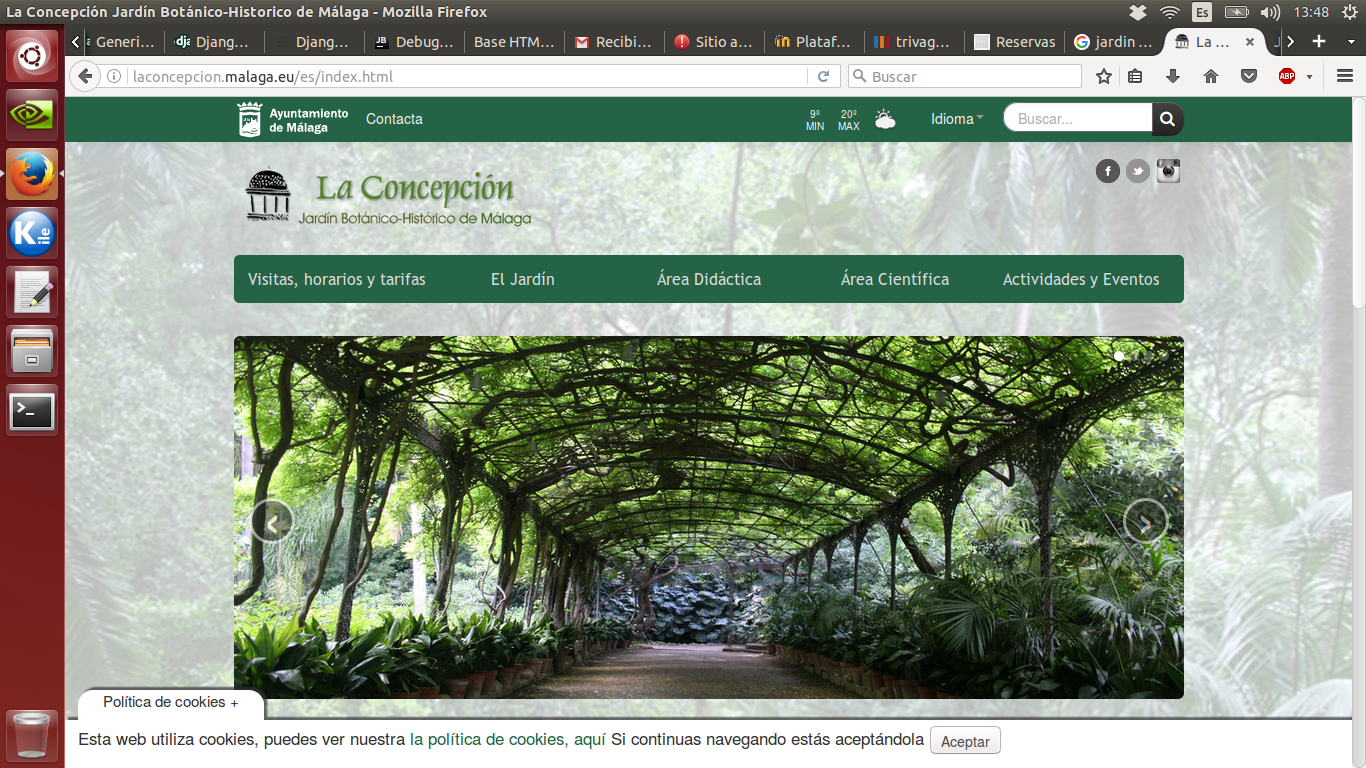 La Concepción Jardín Botánico-Historico de Málaga - Mozilla Firefox
Es
13:48
Generi...
Djang...
Djang...
Debug...
Base HTM...
Recibi...
Sitio a...
Plataf...
trivag...
Reservas
jardin ...
La ...
laconcepcion.malaga.eu/es/index.html
Buscar
ABP
Ayuntamiento
de Málaga
Contacta
9º
MIN
20º
MAX
Idioma
Buscar...
La Concepción
Jardín Botánico-Histórico de Málaga
Visitas, horarios y tarifas
El Jardín
Área Didáctica
Área Científica
Actividades y Eventos
Política de cookies +
Esta web utiliza cookies, puedes ver nuestra la política de cookies, aquí Si continuas navegando estás aceptándola
Aceptar